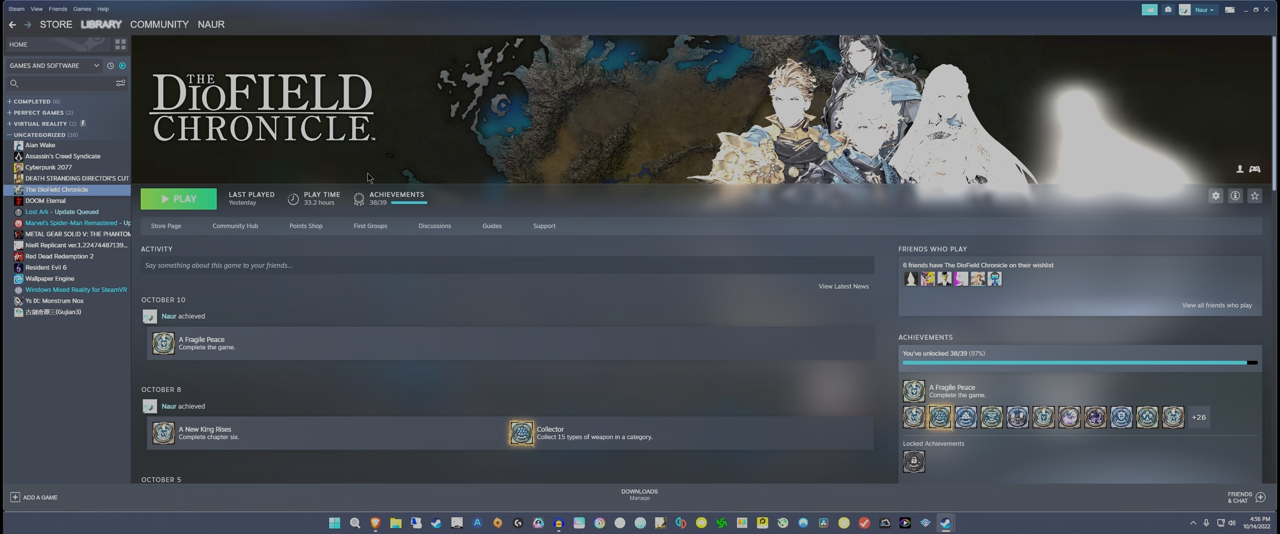 Steam View Friends Games Help
Naur
STORE LIBRARY COMMUNITY NAUR
HOME
GAMES AND SOFTWARE
COMPLETED (6)
PERFECT GAMES (2)
VIRTUAL REALITY (2)
UNCATEGORIZED (16)
Alan Wake
Assassin's Creed Syndicate
Cyberpunk 2077
DEATH STRANDING DIRECTOR'S CUT
The DioField Chronicle
DOOM Eternal
Lost Ark - Update Queued
Marvel's Spider-Man Remastered - Up
METAL GEAR SOLID V: THE PHANTOM
NieR Replicant ver.1.22474487139...
Red Dead Redemption 2
Resident Evil 6
Wallpaper Engine
Windows Mixed Reality for SteamVR
Ys IX: Monstrum Nox
古剑奇谭三(Gujian3)
THE
DIOFIELD
CHRONICLE
PLAY
LAST PLAYED
Yesterday
PLAY TIME
33.2 hours
ACHIEVEMENTS
38/39
Store Page Community Hub Points Shop Find Groups Discussions Guides Support
ACTIVITY
Say something about this game to your friends...
View Latest News
OCTOBER 10
Naur achieved
A Fragile Peace
Complete the game.
OCTOBER 8
Naur achieved
A New King Rises
Complete chapter six.
Collector
Collect 15 types of weapon in a category.
OCTOBER 5
FRIENDS WHO PLAY
6 friends have The DioField Chronicle on their wishlist
View all friends who play
ACHIEVEMENTS
You've unlocked 38/39 (97%)
A Fragile Peace
Complete the game.
+26
Locked Achievements
ADD A GAME
DOWNLOADS
Manage
FRIENDS
& CHAT
4:56 PM
10/14/2022